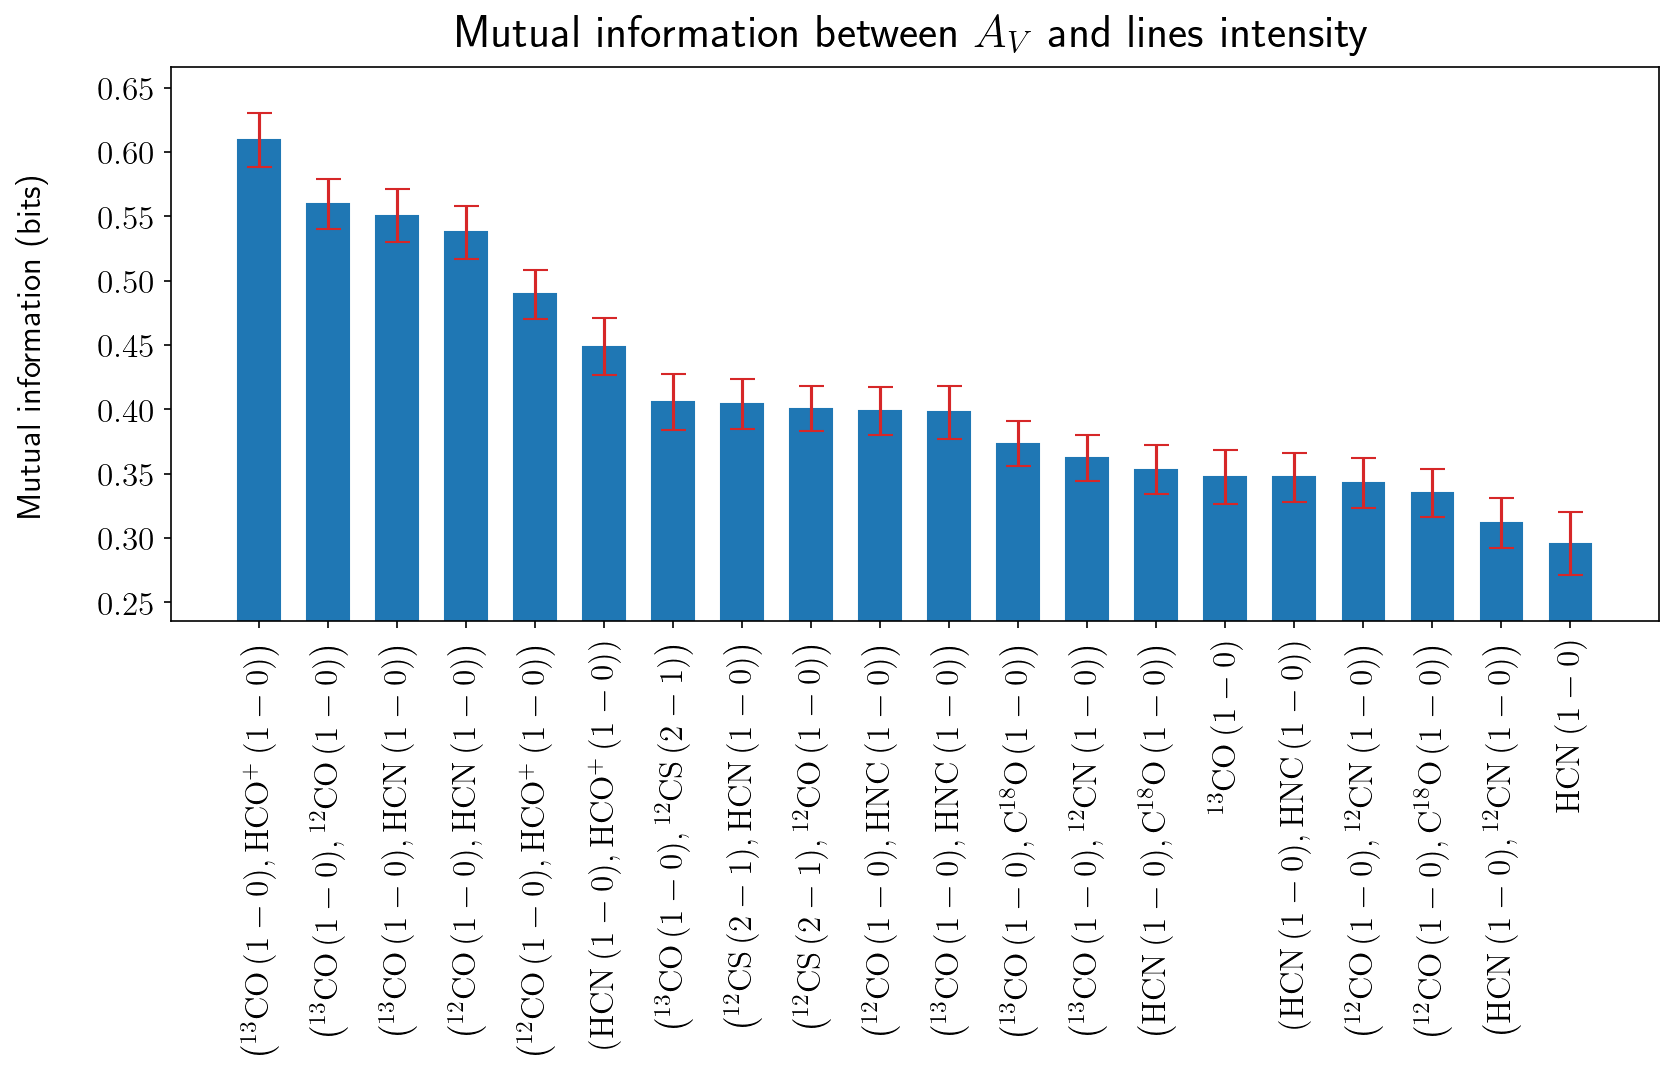 Mutual information between A_V and lines intensity
Mutual information (bits)
0.65
0.60
0.55
0.50
0.45
0.40
0.35
0.30
0.25
(¹³CO (1 − 0), HCO⁺ (1 − 0))
(¹³CO (1 − 0), ¹²CO (1 − 0))
(¹³CO (1 − 0), HCN (1 − 0))
(¹²CO (1 − 0), HCN (1 − 0))
(¹²CO (1 − 0), HCO⁺ (1 − 0))
(HCN (1 − 0), HCO⁺ (1 − 0))
(¹³CO (1 − 0), ¹²CS (2 − 1))
(¹²CS (2 − 1), HCN (1 − 0))
(¹²CS (2 − 1), ¹²CO (1 − 0))
(¹²CO (1 − 0), HNC (1 − 0))
(¹³CO (1 − 0), HNC (1 − 0))
(¹³CO (1 − 0), C¹⁸O (1 − 0))
(¹³CO (1 − 0), ¹²CN (1 − 0))
(HCN (1 − 0), C¹⁸O (1 − 0))
¹³CO (1 − 0)
(HCN (1 − 0), HNC (1 − 0))
(¹²CO (1 − 0), ¹²CN (1 − 0))
(¹²CO (1 − 0), C¹⁸O (1 − 0))
(HCN (1 − 0), ¹²CN (1 − 0))
HCN (1 − 0)